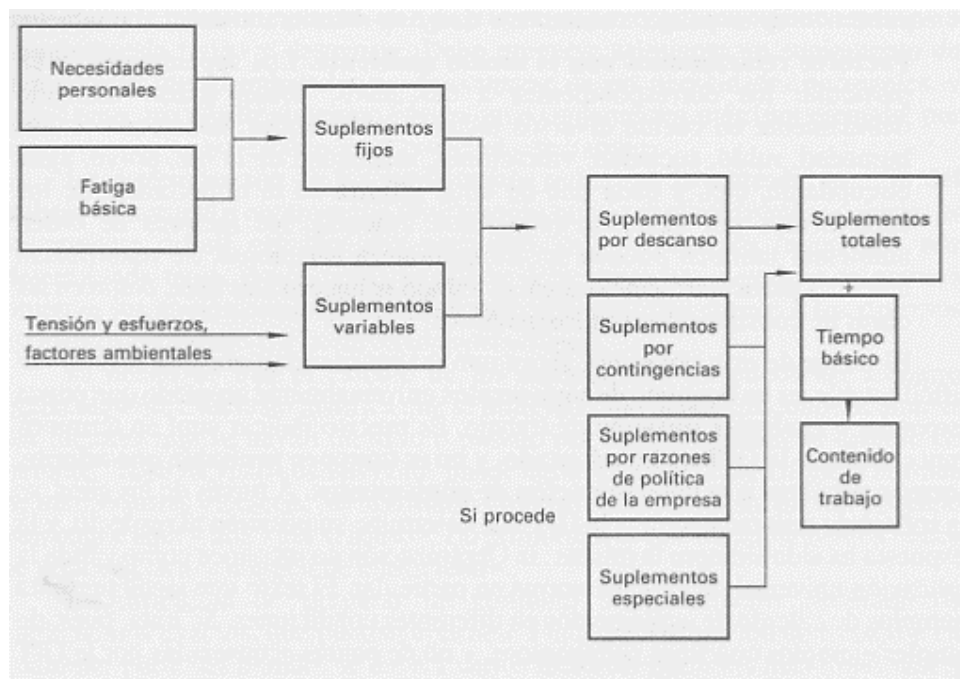 Necesidades
personales
Fatiga
básica
Tensión y esfuerzos,
factores ambientales
Suplementos
fijos
Suplementos
variables
Suplementos
por descanso
Suplementos
por
contingencias
Suplementos
por razones
de política
de la empresa
Si procede
Suplementos
especiales
Suplementos
totales
+
Tiempo
básico
Contenido
de
trabajo